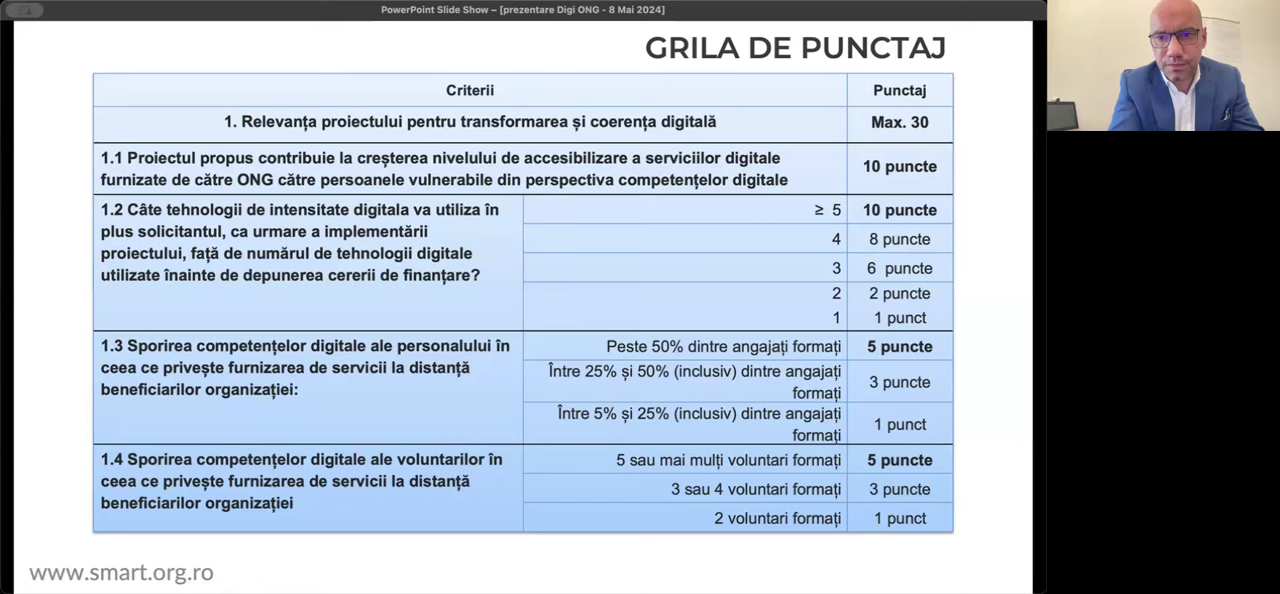 PowerPoint Slide Show – [prezentare Digi ONG - 8 Mai 2024]
GRILA DE PUNCTAJ
Criterii Punctaj
1. Relevanța proiectului pentru transformarea și coerența digitală Max. 30
1.1 Proiectul propus contribuie la creșterea nivelului de accesibilizare a serviciilor digitale
furnizate de către ONG către persoanele vulnerabile din perspectiva competențelor digitale
10 puncte
1.2 Câte tehnologii de intensitate digitala va utiliza în
plus solicitantul, ca urmare a implementării
proiectului, față de numărul de tehnologii digitale
utilizate înainte de depunerea cererii de finanțare?
≥ 5 10 puncte
4 8 puncte
3 6 puncte
2 2 puncte
1 1 punct
1.3 Sporirea competențelor digitale ale personalului în
ceea ce privește furnizarea de servicii la distanță
beneficiarilor organizației:
Peste 50% dintre angajați formați 5 puncte
Între 25% și 50% (inclusiv) dintre angajați
formați
3 puncte
Între 5% și 25% (inclusiv) dintre angajați
formați
1 punct
1.4 Sporirea competențelor digitale ale voluntarilor în
ceea ce privește furnizarea de servicii la distanță
beneficiarilor organizației
5 sau mai mulți voluntari formați 5 puncte
3 sau 4 voluntari formați 3 puncte
2 voluntari formați 1 punct
www.smart.org.ro